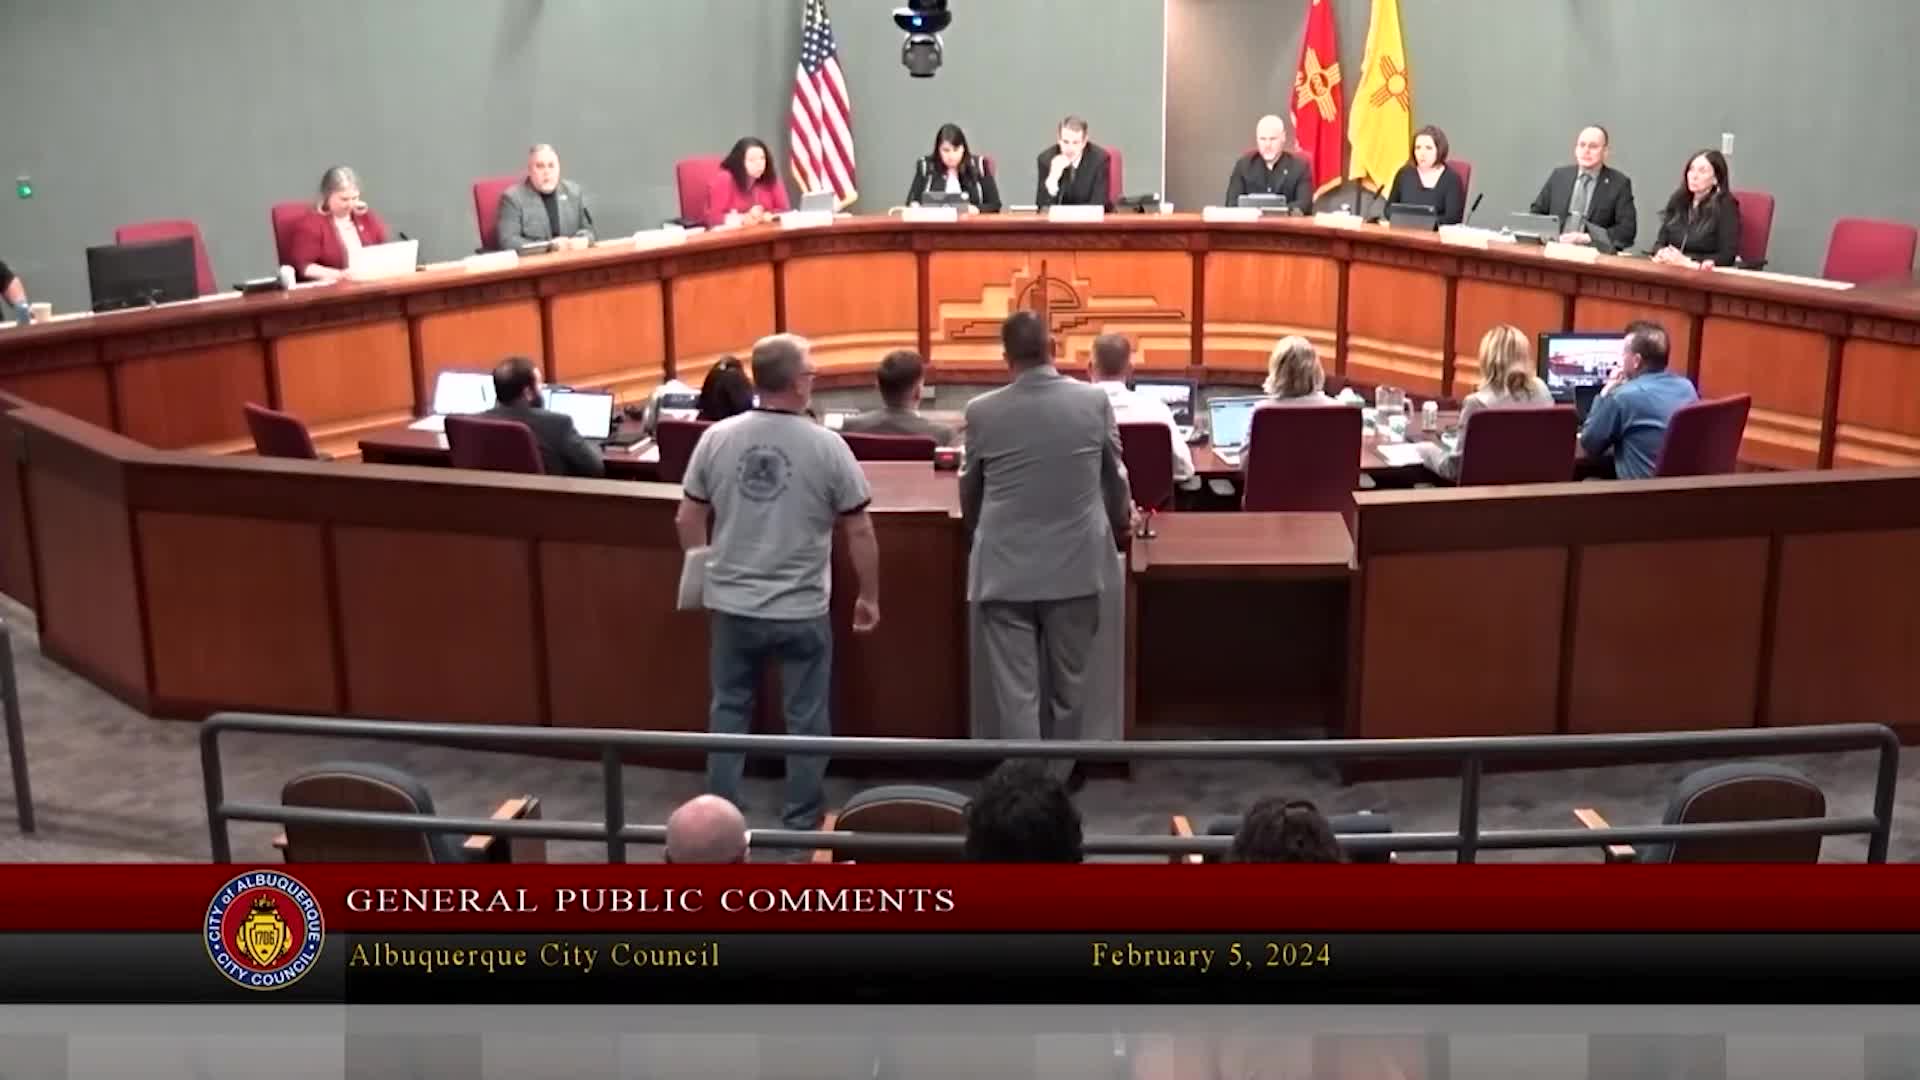 GENERAL PUBLIC COMMENTS
Albuquerque City Council
February 5, 2024
CITY of ALBUQUERQUE
1706
CITY COUNCIL